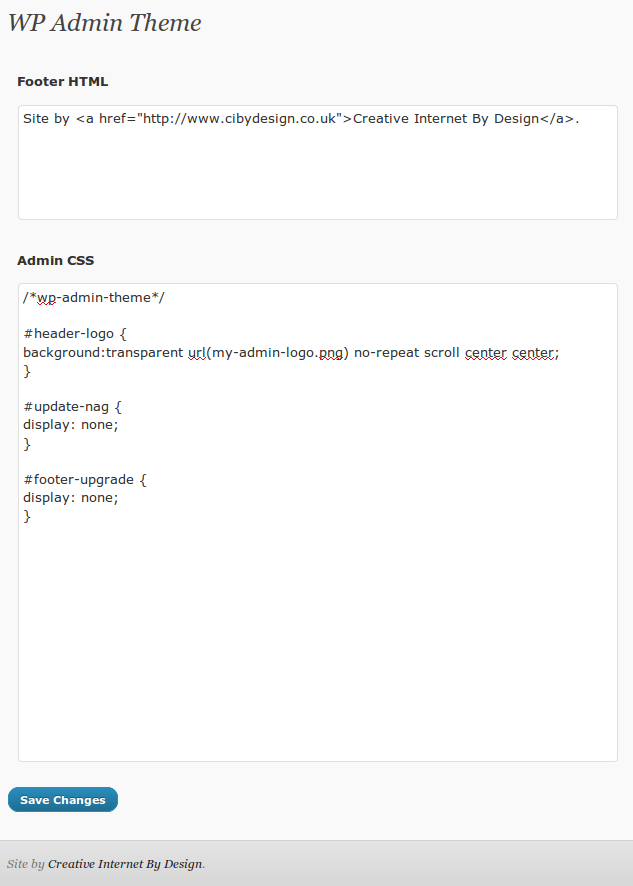 WP Admin Theme
Footer HTML
Site by <a href="http://www.cibydesign.co.uk">Creative Internet By Design</a>.
Admin CSS
/*wp-admin-theme*/
#header-logo {
background:transparent url(my-admin-logo.png) no-repeat scroll center center;
}
#update-nag {
display: none;
}
#footer-upgrade {
display: none;
}
Save Changes
Site by Creative Internet By Design.